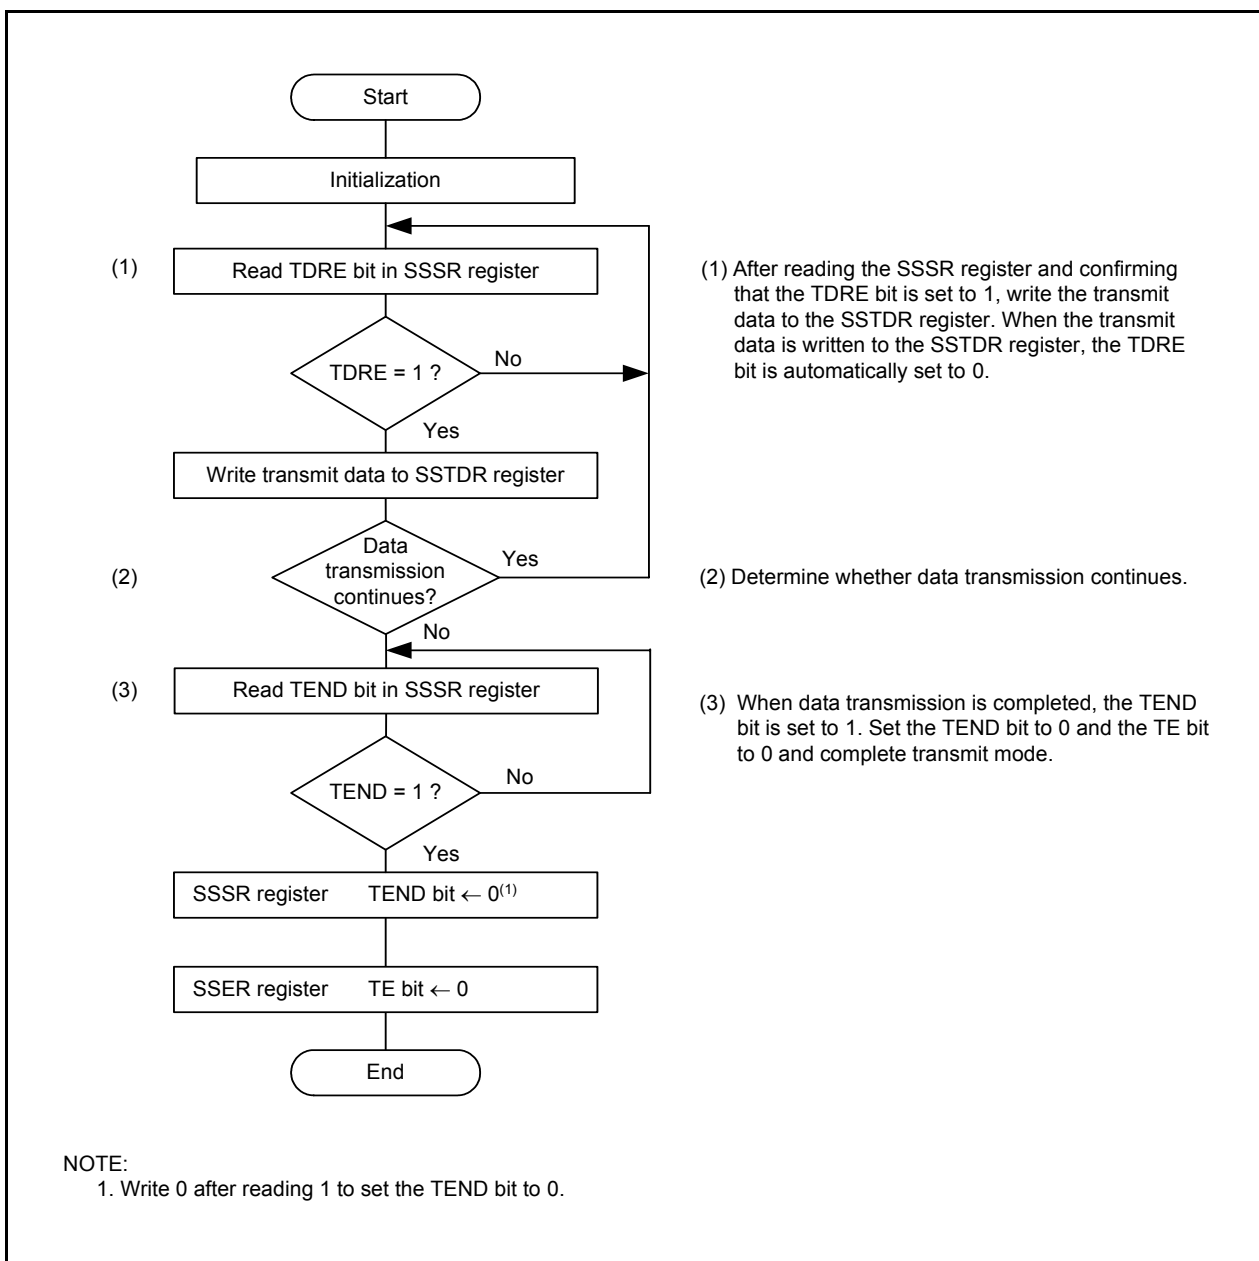 Start
Initialization
(1)
Read TDRE bit in SSSR register
(1) After reading the SSSR register and confirming
that the TDRE bit is set to 1, write the transmit
data to the SSTDR register. When the transmit
data is written to the SSTDR register, the TDRE
bit is automatically set to 0.
TDRE = 1 ?
No
Yes
Write transmit data to SSTDR register
(2)
Data
transmission
continues?
Yes
(2) Determine whether data transmission continues.
No
(3)
Read TEND bit in SSSR register
(3) When data transmission is completed, the TEND
bit is set to 1. Set the TEND bit to 0 and the TE bit
to 0 and complete transmit mode.
TEND = 1 ?
No
Yes
SSSR register TEND bit ← 0(1)
SSER register TE bit ← 0
End
NOTE:
1. Write 0 after reading 1 to set the TEND bit to 0.